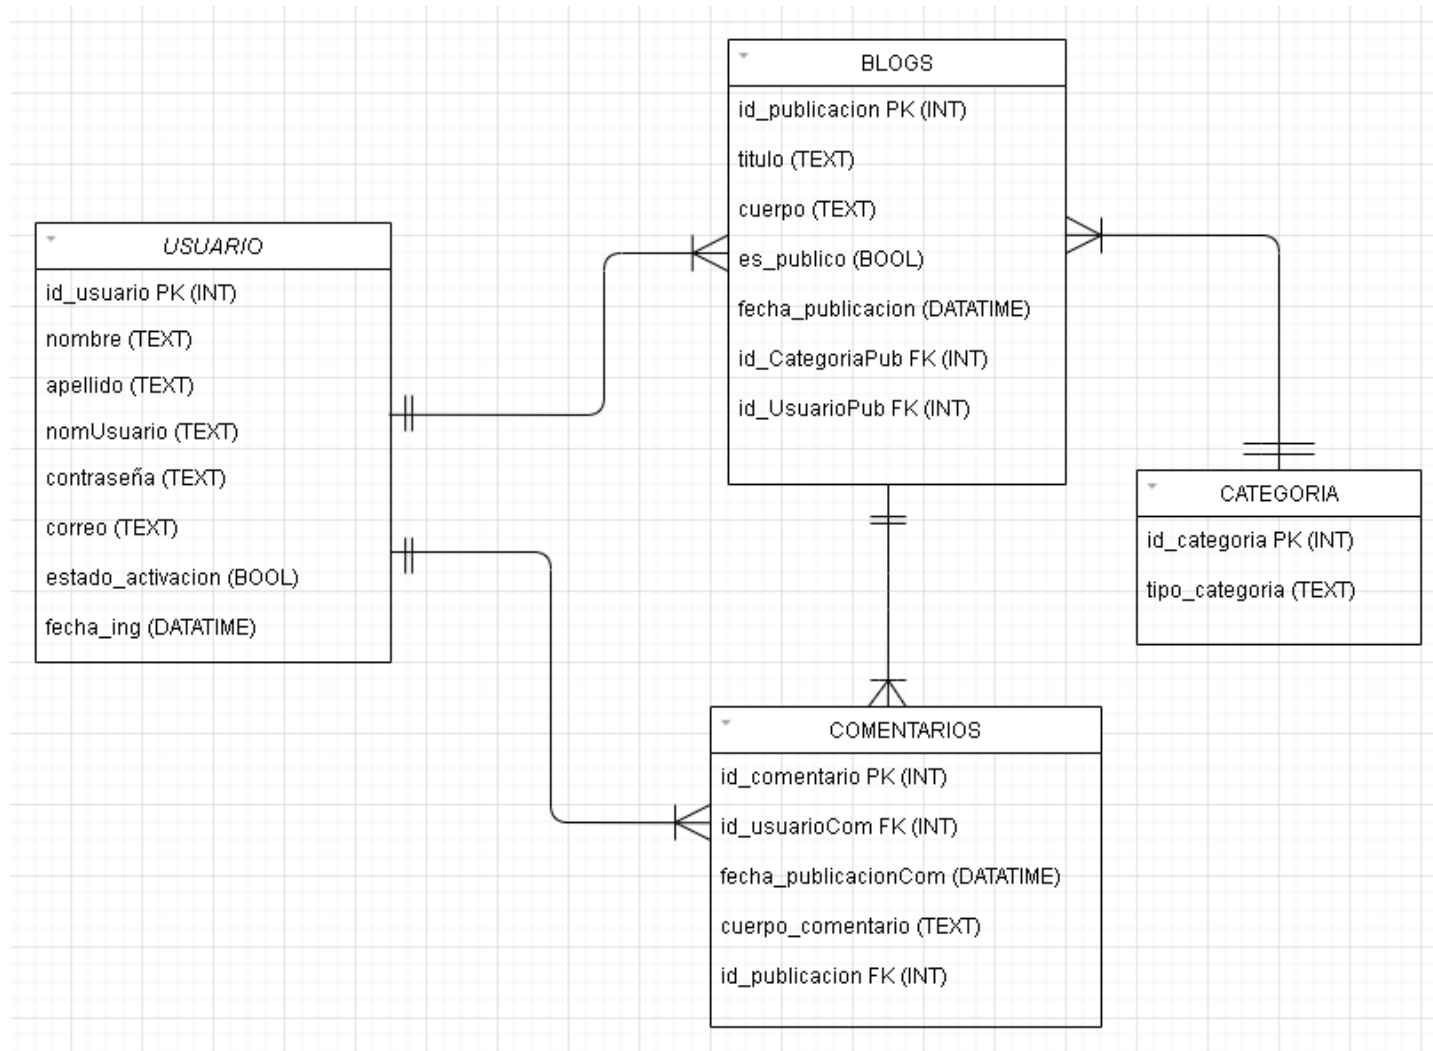 USUARIO
id_usuario PK (INT)
nombre (TEXT)
apellido (TEXT)
nomUsuario (TEXT)
contraseña (TEXT)
correo (TEXT)
estado_activacion (BOOL)
fecha_ing (DATATIME)
BLOGS
id_publicacion PK (INT)
titulo (TEXT)
cuerpo (TEXT)
es_publico (BOOL)
fecha_publicacion (DATATIME)
id_CategoriaPub FK (INT)
id_UsuarioPub FK (INT)
CATEGORIA
id_categoria PK (INT)
tipo_categoria (TEXT)
COMENTARIOS
id_comentario PK (INT)
id_usuarioCom FK (INT)
fecha_publicacionCom (DATATIME)
cuerpo_comentario (TEXT)
id_publicacion FK (INT)